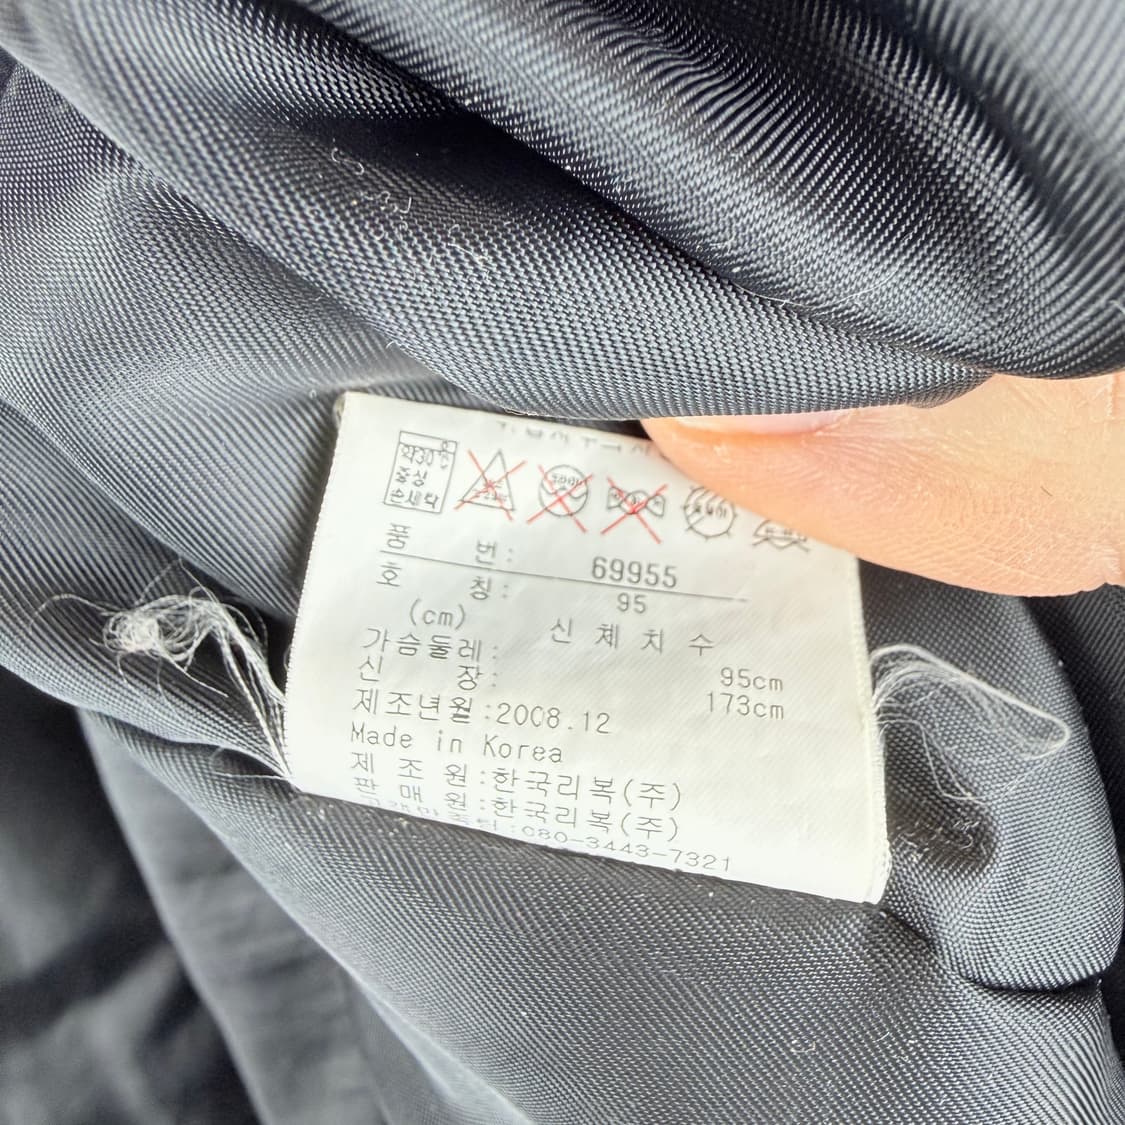 약30℃
중성
손세탁
품 번: 69955
호 칭: 95
(cm) 신 체 치 수
가슴둘레: 95cm
신 장: 173cm
제조년월:2008.12
Made in Korea
제 조 원:한국리복(주)
판 매 원:한국리복(주)
080-3443-7321